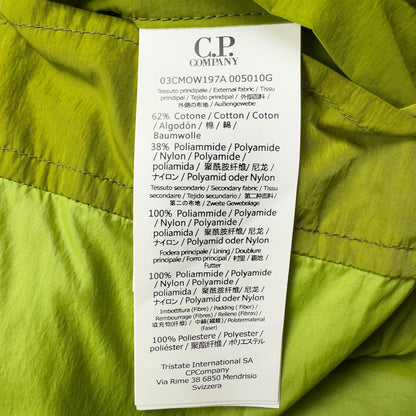 C.P.
COMPANY
03CMOW197A 005010G
Tessuto principale / External fabric / Tissu
principal / Tejido principal / 外部面料 /
外側の布地 / Außengewebe
62% Cotone / Cotton / Coton
/ Algodón / 棉 / 綿 /
Baumwolle
38% Poliammide / Polyamide
/ Nylon / Polyamide /
poliamida / 聚酰胺纤维/ 尼龙 /
ナイロン / Polyamid oder Nylon
Tessuto secondario / Secondary fabric / Tissu
secondaire / Tejido secundario / 第二种面料
/ 第二の布地 / Zweite Gewebelage
100% Poliammide / Polyamide
/ Nylon / Polyamide /
poliamida / 聚酰胺纤维/ 尼龙 /
ナイロン / Polyamid oder Nylon
Fodera principale / Lining / Doublure
principale / Forro principal / 衬里 / 裏地 /
Futter
100% Poliammide / Polyamide
/ Nylon / Polyamide /
poliamida / 聚酰胺纤维/ 尼龙 /
ナイロン / Polyamid oder Nylon
Imbottitura (Fibre) / Padding ( Fiber) /
Rembourrage (Fibres) / Relleno (Fibros) /
填充物(纤维) / 中綿(繊維) / Polstermaterial
(Faser)
100% Poliestere / Polyester /
poliéster / 聚酯纤维 / ポリエステル /
Tristate International SA
CPCompany
Via Rime 38 6850 Mendrisio
Svizzera